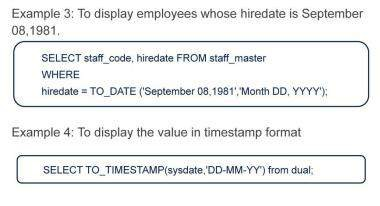 Example 3: To display employees whose hiredate is September
08,1981.
SELECT staff_code, hiredate FROM staff_master
WHERE
hiredate = TO_DATE ('September 08,1981','Month DD, YYYY');
Example 4: To display the value in timestamp format
SELECT TO_TIMESTAMP(sysdate,'DD-MM-YY') from dual;